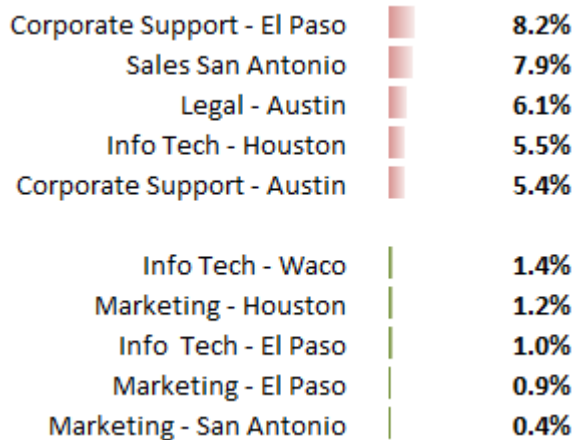 Corporate Support - El Paso 8.2%
Sales San Antonio 7.9%
Legal - Austin 6.1%
Info Tech - Houston 5.5%
Corporate Support - Austin 5.4%
Info Tech - Waco 1.4%
Marketing - Houston 1.2%
Info  Tech - El Paso 1.0%
Marketing - El Paso 0.9%
Marketing - San Antonio 0.4%